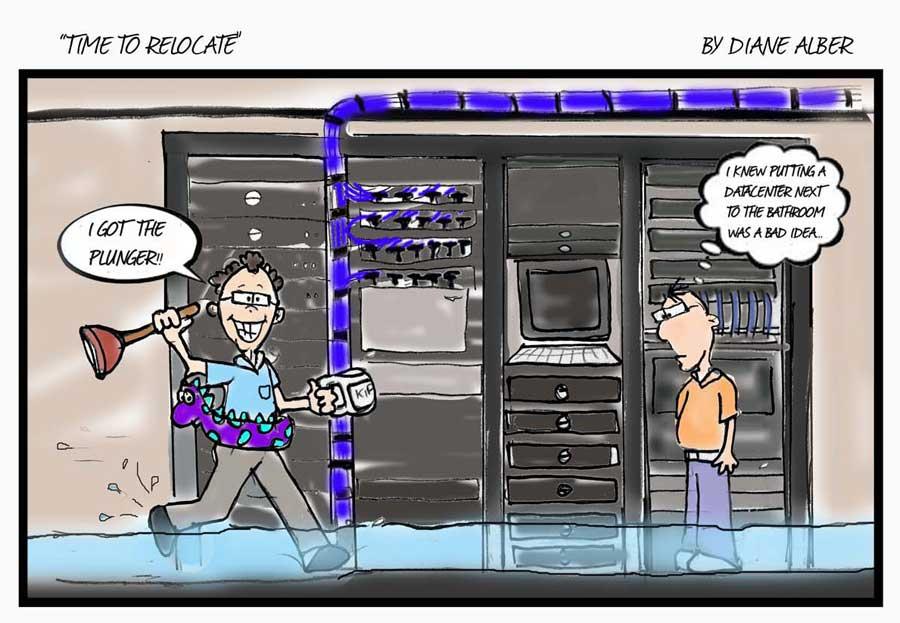 "TIME TO RELOCATE"
BY DIANE ALBER
I GOT THE
PLUNGER!!
I KNEW PUTTING A
DATACENTER NEXT
TO THE BATHROOM
WAS A BAD IDEA...